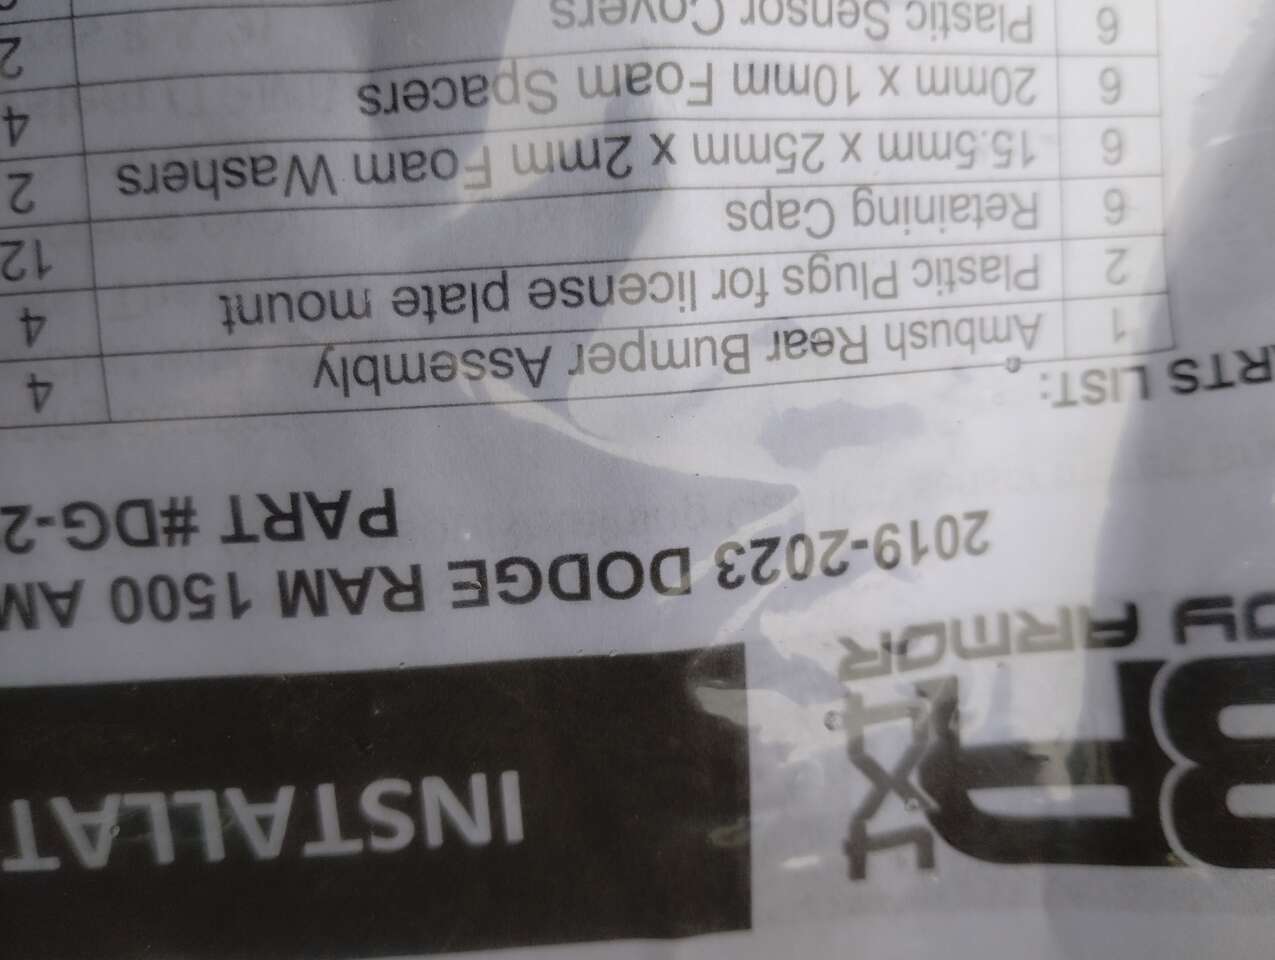 INSTALLAT
4X4
DY ARMOR
2019-2023 DODGE RAM 1500 AM
PART #DG-2
RTS LIST:
1 Ambush Rear Bumper Assembly 4
2 Plastic Plugs for license plate mount 4
6 Retaining Caps 12
6 15.5mm x 25mm x 2mm Foam Washers 2
6 20mm x 10mm Foam Spacers 4
6 Plastic Sensor Covers 2